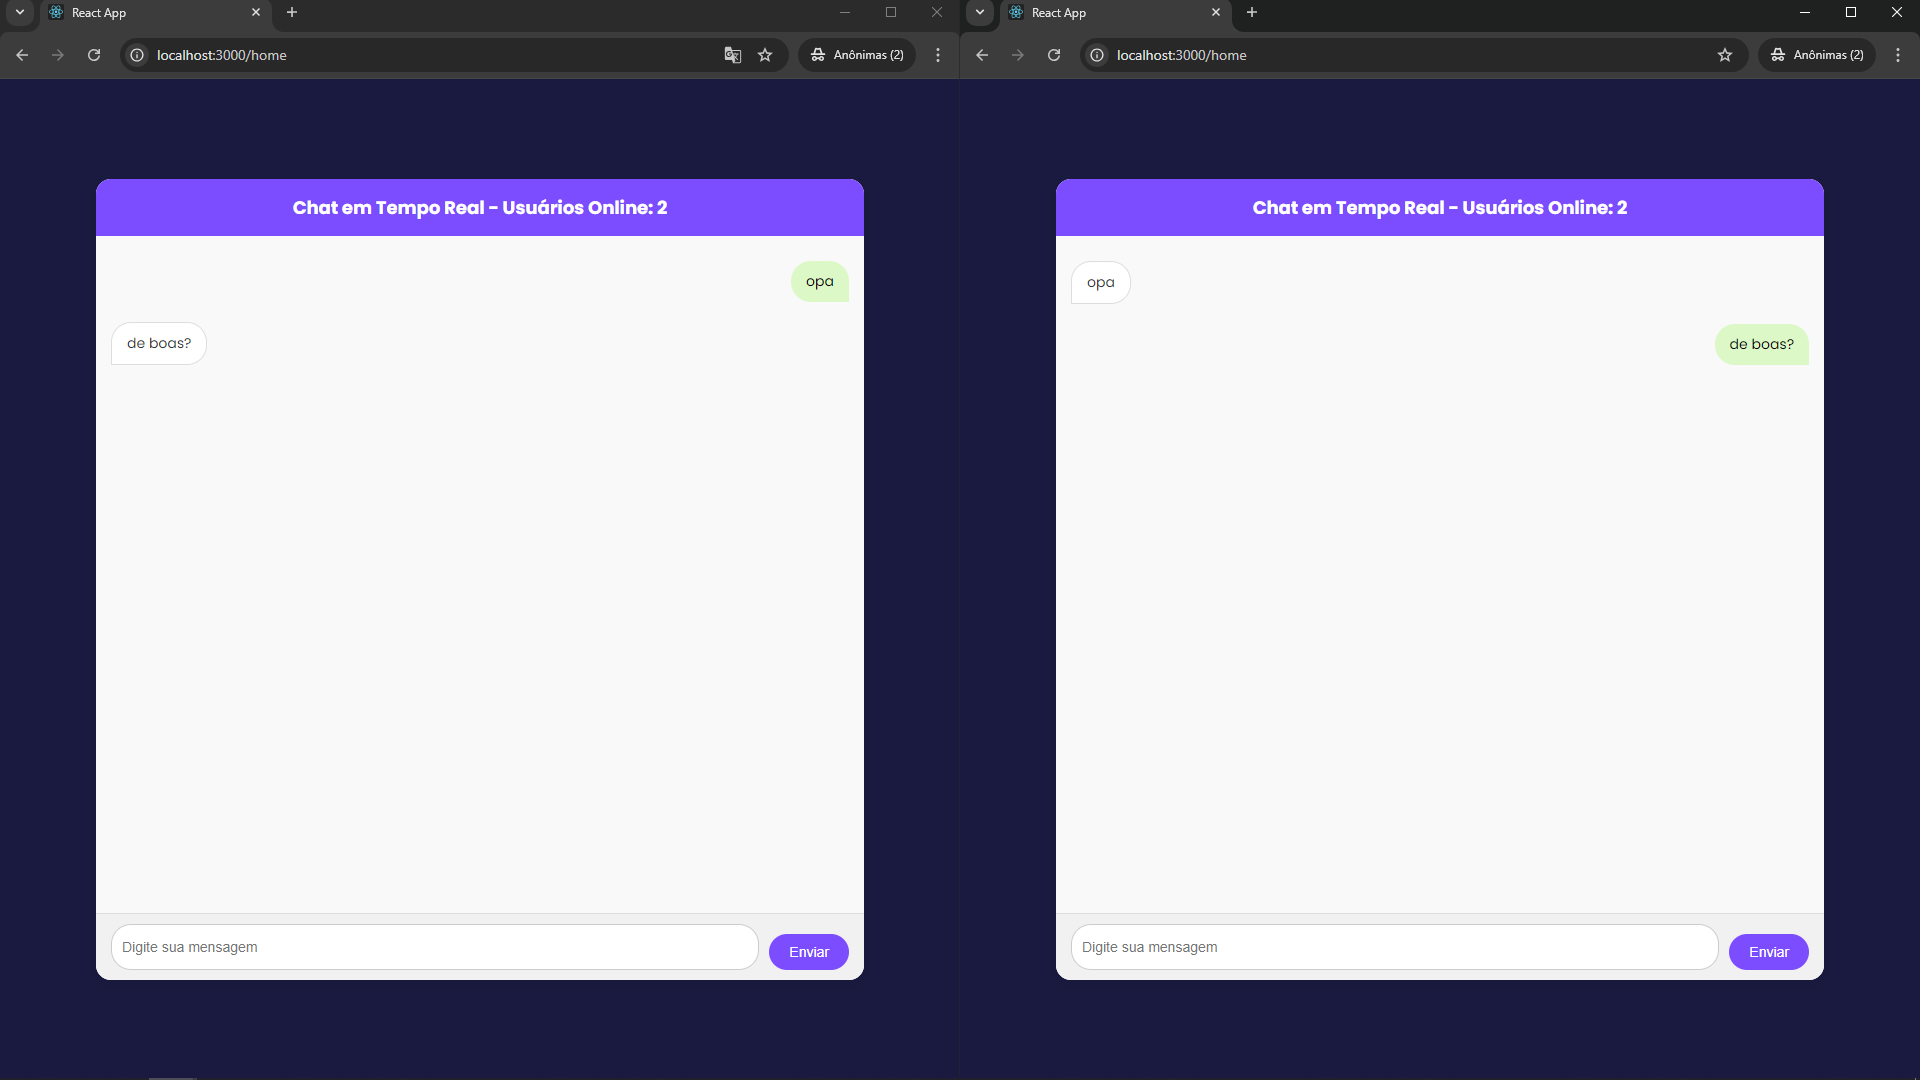 React App
localhost:3000/home
Anônimas (2)
Chat em Tempo Real - Usuários Online: 2
opa
de boas?
Digite sua mensagem
Enviar
React App
localhost:3000/home
Anônimas (2)
Chat em Tempo Real - Usuários Online: 2
opa
de boas?
Digite sua mensagem
Enviar